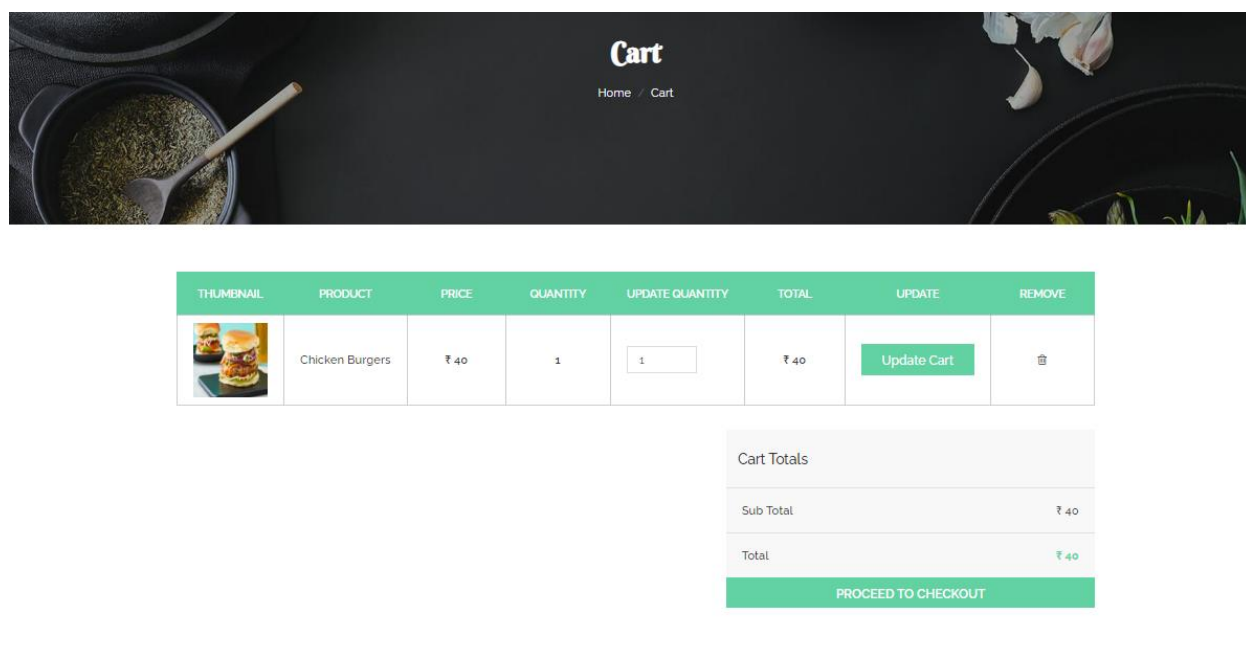 Cart
Home / Cart
THUMBNAIL PRODUCT PRICE QUANTITY UPDATE QUANTITY TOTAL UPDATE REMOVE
Chicken Burgers ₹ 40 1 1 ₹ 40 Update Cart
Cart Totals
Sub Total ₹ 40
Total ₹ 40
PROCEED TO CHECKOUT